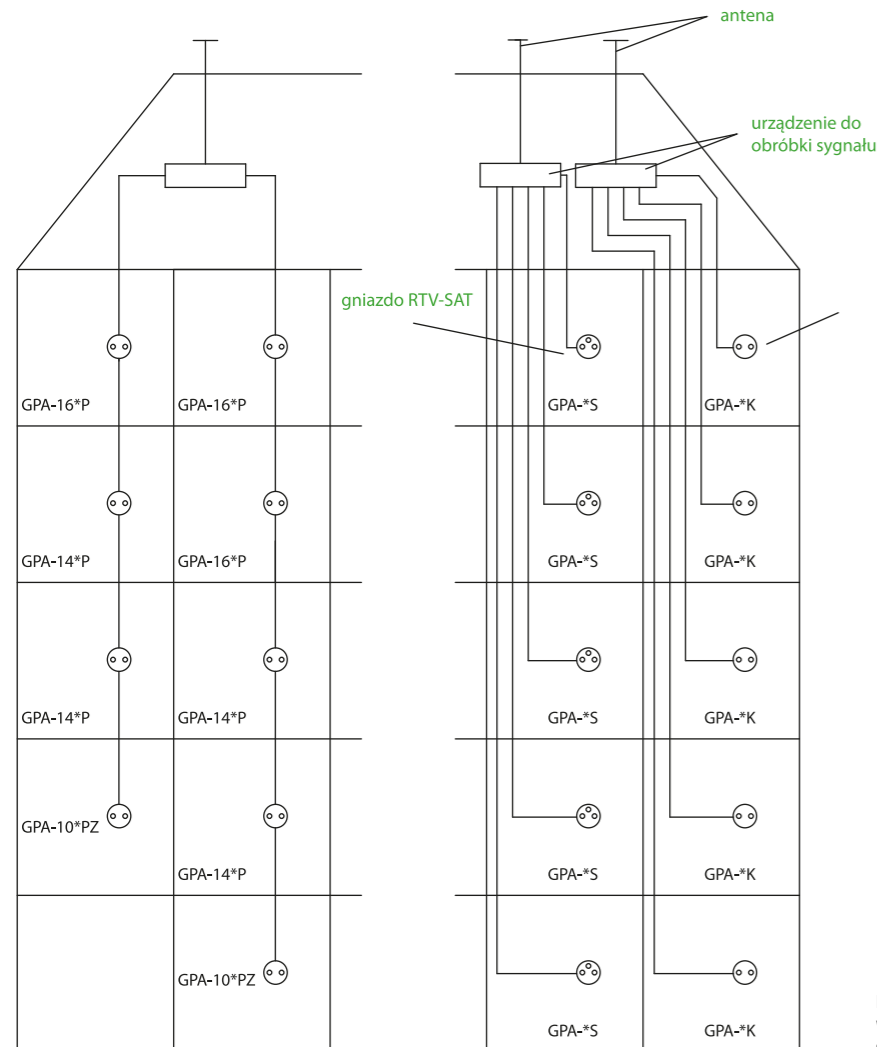 antena
urządzenie do
obróbki sygnału
gniazdo RTV-SAT
GPA-16*P GPA-16*P GPA-*S GPA-*K
GPA-14*P GPA-16*P GPA-*S GPA-*K
GPA-14*P GPA-14*P GPA-*S GPA-*K
GPA-10*PZ GPA-14*P GPA-*S GPA-*K
GPA-10*PZ GPA-*S GPA-*K